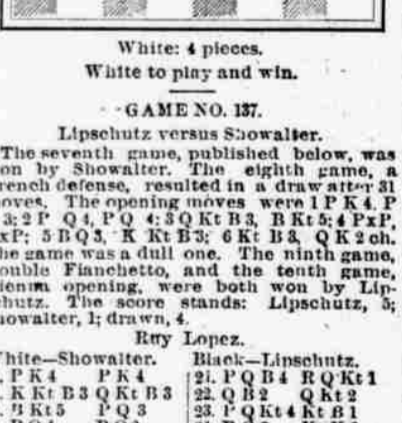 White: 4 pieces.
White to play and win.
GAME NO. 137.
Lipschutz versus Showalter.
The seventh game, published below, was
on by Showalter. The eighth game, a
rench defense, resulted in a draw after 31
oves. The opening moves were 1 P K 4, P
3; 2 P Q 4, P Q 4; 3 Q Kt B 3, B Kt 5; 4 PxP,
xP; 5 B Q 3, K Kt B 3; 6 Kt B 3, Q K 2 ch.
he game was a dull one. The ninth game,
ouble Fianchetto, and the tenth game,
ienna opening, were both won by Lip-
hutz. The score stands: Lipschutz, 5;
howalter, 1; drawn, 4.
Ruy Lopez.
hite—Showalter. Black—Lipschutz.
. P K 4 P K 4 21. P Q B 4 R Q Kt 1
. K Kt B 3 Q Kt B 3 22. Q B 2 Q Kt 2
. B Kt 5 P Q 3 23. P Q Kt 4 Kt B 1